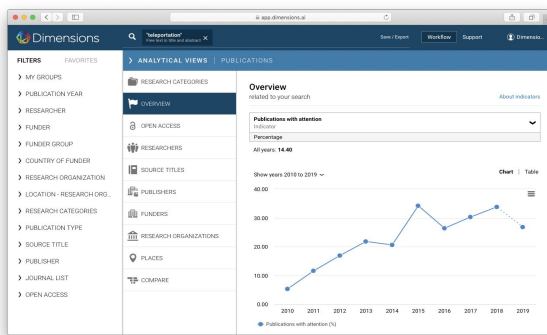 app.dimensions.ai
Dimensions
"teleportation"
Free text in title and abstract
Save / Export
Workflow
Support
Dimensio...
FILTERS
FAVORITES
MY GROUPS
PUBLICATION YEAR
RESEARCHER
FUNDER
FUNDER GROUP
COUNTRY OF FUNDER
RESEARCH ORGANIZATION
LOCATION - RESEARCH ORG...
RESEARCH CATEGORIES
PUBLICATION TYPE
SOURCE TITLE
PUBLISHER
JOURNAL LIST
OPEN ACCESS
ANALYTICAL VIEWS
PUBLICATIONS
RESEARCH CATEGORIES
OVERVIEW
OPEN ACCESS
RESEARCHERS
SOURCE TITLES
PUBLISHERS
FUNDERS
RESEARCH ORGANIZATIONS
PLACES
COMPARE
Overview
related to your search
About indicators
Publications with attention
Indicator
Percentage
All years: 14.40
Show years 2010 to 2019
Chart | Table
40.00
30.00
20.00
10.00
0.00
2010 2011 2012 2013 2014 2015 2016 2017 2018 2019
Publications with attention (%)